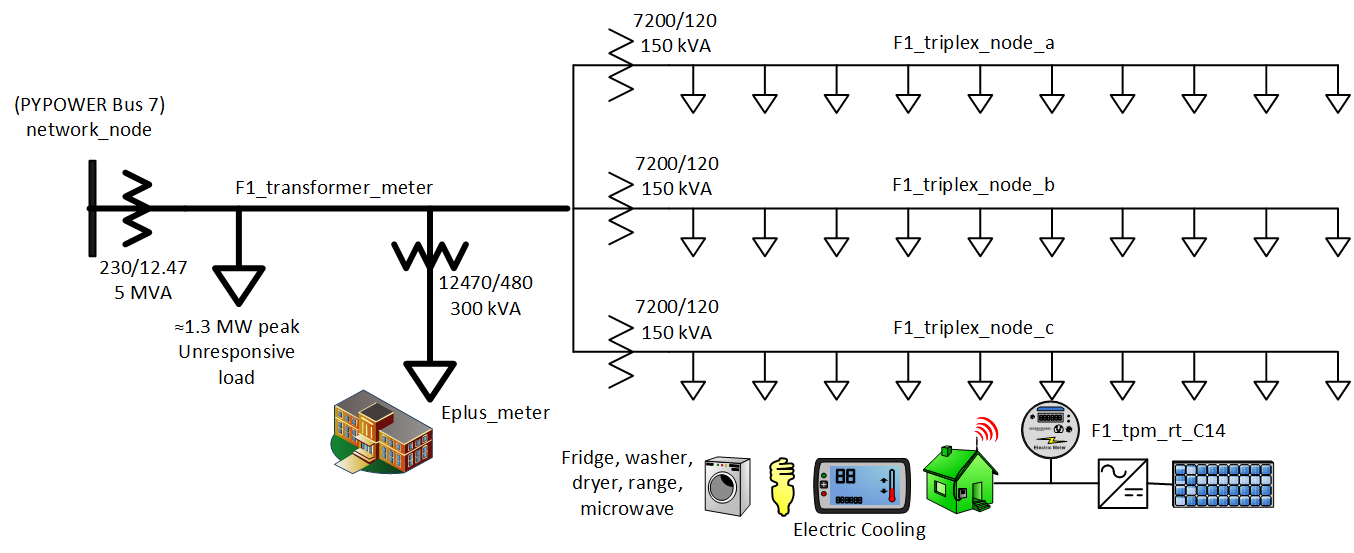 7200/120
150 kVA
F1_triplex_node_a
(PYPOWER Bus 7)
network_node
7200/120
150 kVA
F1_triplex_node_b
F1_transformer_meter
230/12.47
5 MVA
12470/480
300 kVA
≈1.3 MW peak
Unresponsive
load
7200/120
150 kVA
F1_triplex_node_c
Eplus_meter
F1_tpm_rt_C14
Electric Meter
Fridge, washer,
dryer, range,
microwave
Electric Cooling